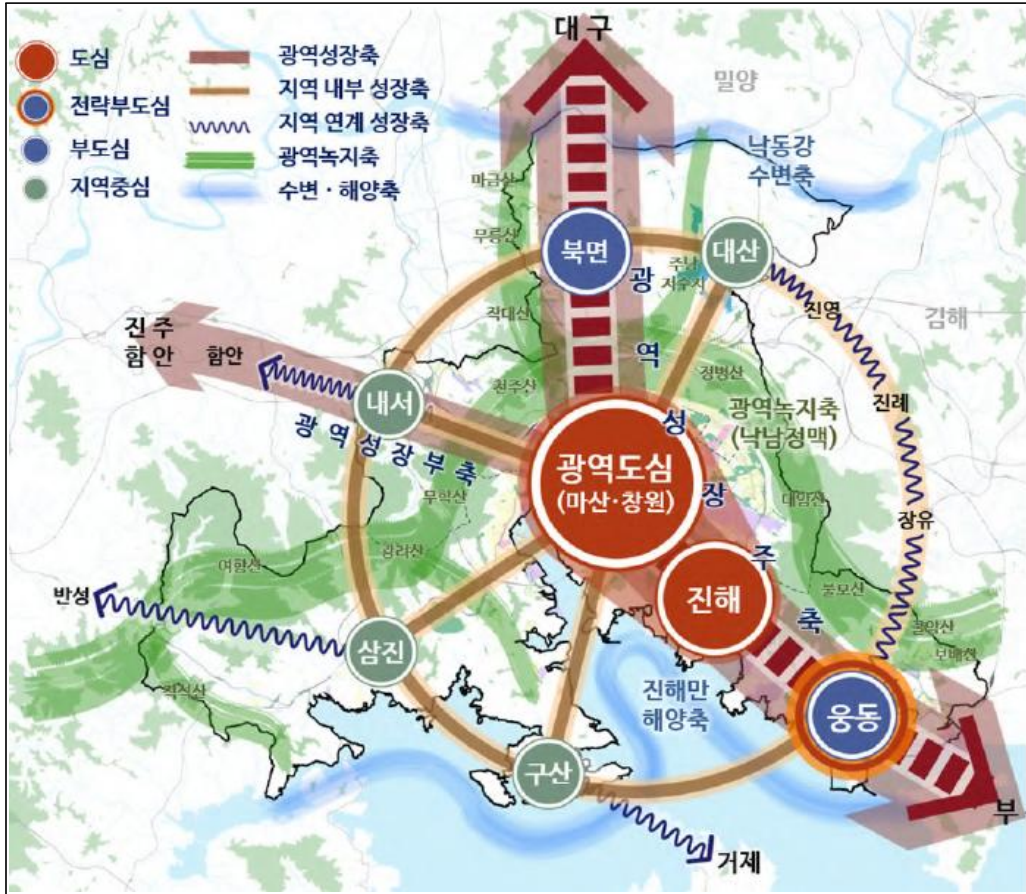 도심
전략부도심
부도심
지역중심
광역성장축
지역 내부 성장축
지역 연계 성장축
광역녹지축
수변 · 해양축
대구
밀양
낙동강
수변축
마금산
무릉산
북면
대산
주남
저수지
작대산
진영
김해
진주
함안
함안
천주산
정병산
내서
진례
광역녹지축
(낙남정맥)
광역성장주축
광역성장부축
광역도심
(마산·창원)
무학산
대암산
장유
광려산
여항산
반성
진해
불모산
굴암산
보배산
삼진
진해만
해양축
웅동
구산
부
거제